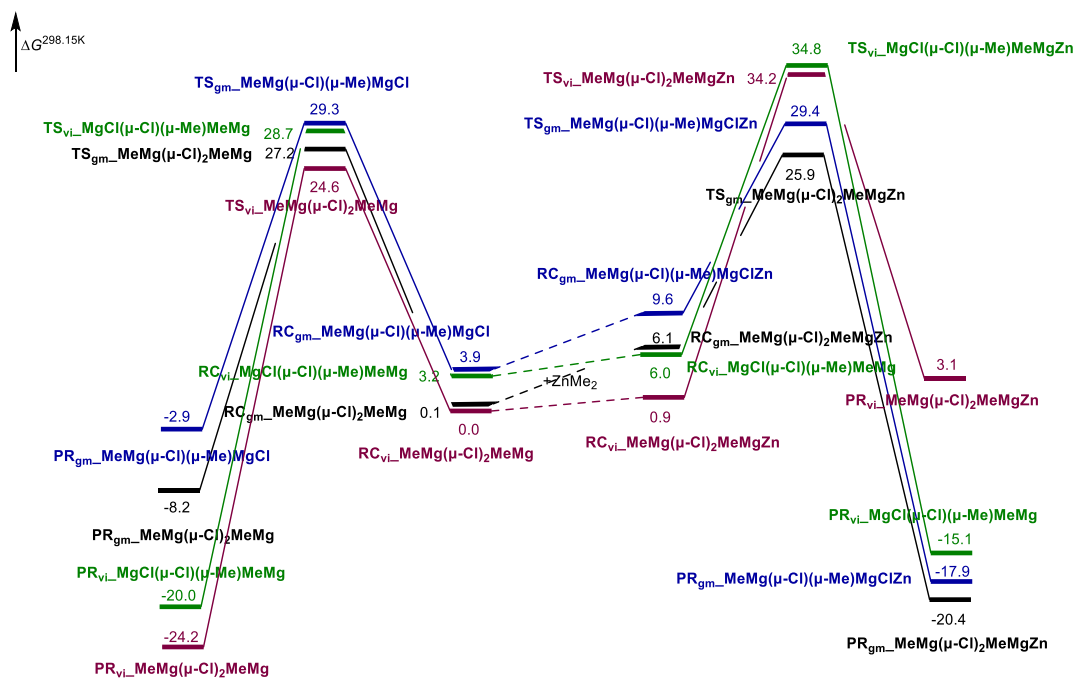 ΔG298.15K
TSvi_MgCl(μ-Cl)(μ-Me)MeMgZn
34.8
TSvi_MeMg(μ-Cl)2MeMgZn
34.2
TSgm_MeMg(μ-Cl)(μ-Me)MgCl
29.3
29.4
TSvi_MgCl(μ-Cl)(μ-Me)MeMg
28.7
TSgm_MeMg(μ-Cl)(μ-Me)MgClZn
TSgm_MeMg(μ-Cl)2MeMg
27.2
25.9
24.6
TSgm_MeMg(μ-Cl)2MeMgZn
TSvi_MeMg(μ-Cl)2MeMg
RCgm_MeMg(μ-Cl)(μ-Me)MgClZn
9.6
RCgm_MeMg(μ-Cl)(μ-Me)MgCl
3.9
6.1
RCgm_MeMg(μ-Cl)2MeMgZn
RCvi_MgCl(μ-Cl)(μ-Me)MeMg
3.2
6.0
RCvi_MgCl(μ-Cl)(μ-Me)MeMg
3.1
+ZnMe2
PRvi_MeMg(μ-Cl)2MeMgZn
RCgm_MeMg(μ-Cl)2MeMg
0.1
-2.9
0.0
0.9
RCvi_MeMg(μ-Cl)2MeMg
RCvi_MeMg(μ-Cl)2MeMgZn
PRgm_MeMg(μ-Cl)(μ-Me)MgCl
-8.2
PRgm_MeMg(μ-Cl)2MeMg
PRvi_MgCl(μ-Cl)(μ-Me)MeMg
-15.1
PRvi_MgCl(μ-Cl)(μ-Me)MeMg
-20.0
PRgm_MeMg(μ-Cl)(μ-Me)MgClZn
-17.9
-20.4
-24.2
PRgm_MeMg(μ-Cl)2MeMgZn
PRvi_MeMg(μ-Cl)2MeMg